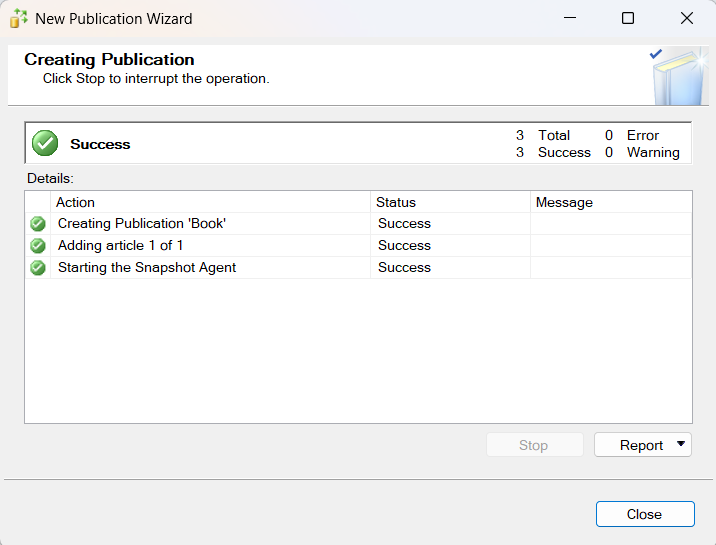 New Publication Wizard
Creating Publication
Click Stop to interrupt the operation.
Success
3 Total 0 Error
3 Success 0 Warning
Details:
Action Status Message
Creating Publication 'Book' Success
Adding article 1 of 1 Success
Starting the Snapshot Agent Success
Stop Report
Close